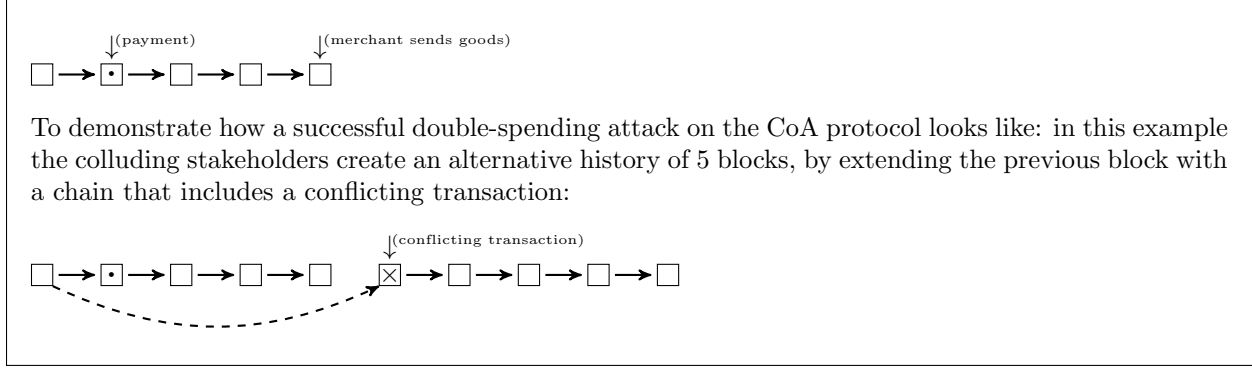 (payment) (merchant sends goods)
To demonstrate how a successful double-spending attack on the CoA protocol looks like: in this example
the colluding stakeholders create an alternative history of 5 blocks, by extending the previous block with
a chain that includes a conflicting transaction:
(conflicting transaction)